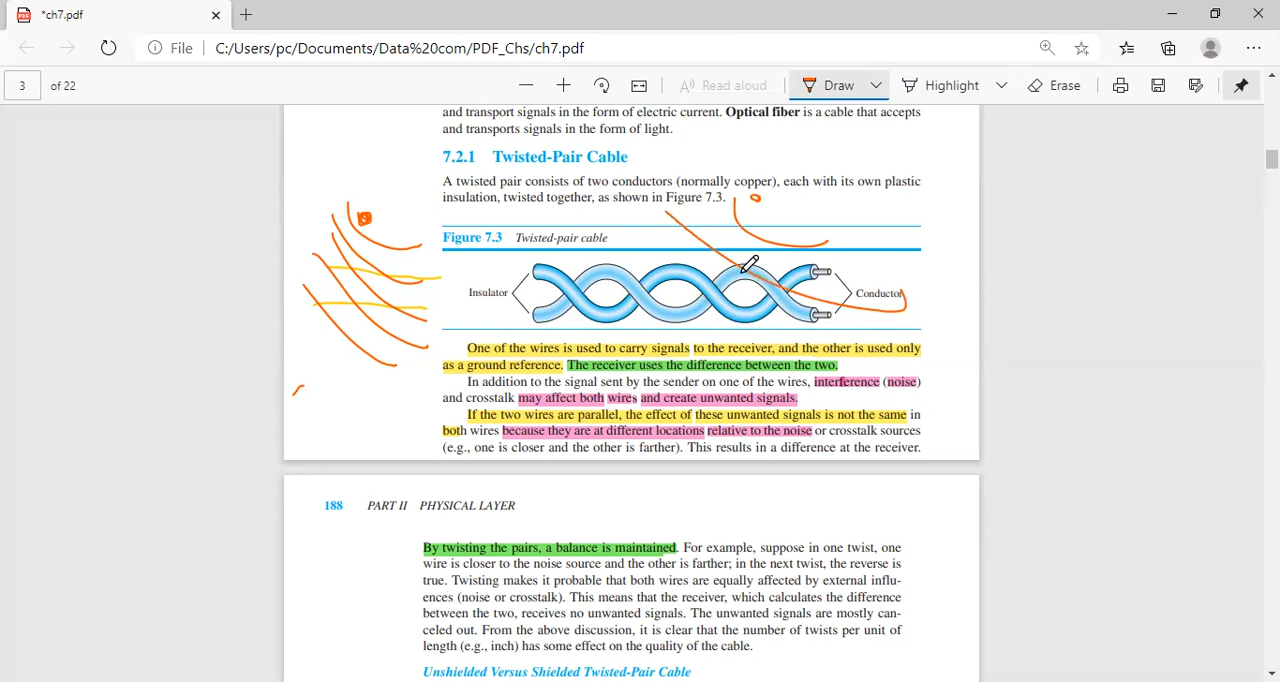 *ch7.pdf
File C:/Users/pc/Documents/Data%20com/PDF_Chs/ch7.pdf
3 of 22 Read aloud Draw Highlight Erase
and transport signals in the form of electric current. Optical fiber is a cable that accepts
and transports signals in the form of light.
7.2.1 Twisted-Pair Cable
A twisted pair consists of two conductors (normally copper), each with its own plastic
insulation, twisted together, as shown in Figure 7.3.
Figure 7.3 Twisted-pair cable
Insulator Conductor
One of the wires is used to carry signals to the receiver, and the other is used only
as a ground reference. The receiver uses the difference between the two.
In addition to the signal sent by the sender on one of the wires, interference (noise)
and crosstalk may affect both wires and create unwanted signals.
If the two wires are parallel, the effect of these unwanted signals is not the same in
both wires because they are at different locations relative to the noise or crosstalk sources
(e.g., one is closer and the other is farther). This results in a difference at the receiver.
188 PART II PHYSICAL LAYER
By twisting the pairs, a balance is maintained. For example, suppose in one twist, one
wire is closer to the noise source and the other is farther; in the next twist, the reverse is
true. Twisting makes it probable that both wires are equally affected by external influ-
ences (noise or crosstalk). This means that the receiver, which calculates the difference
between the two, receives no unwanted signals. The unwanted signals are mostly can-
celed out. From the above discussion, it is clear that the number of twists per unit of
length (e.g., inch) has some effect on the quality of the cable.
Unshielded Versus Shielded Twisted-Pair Cable